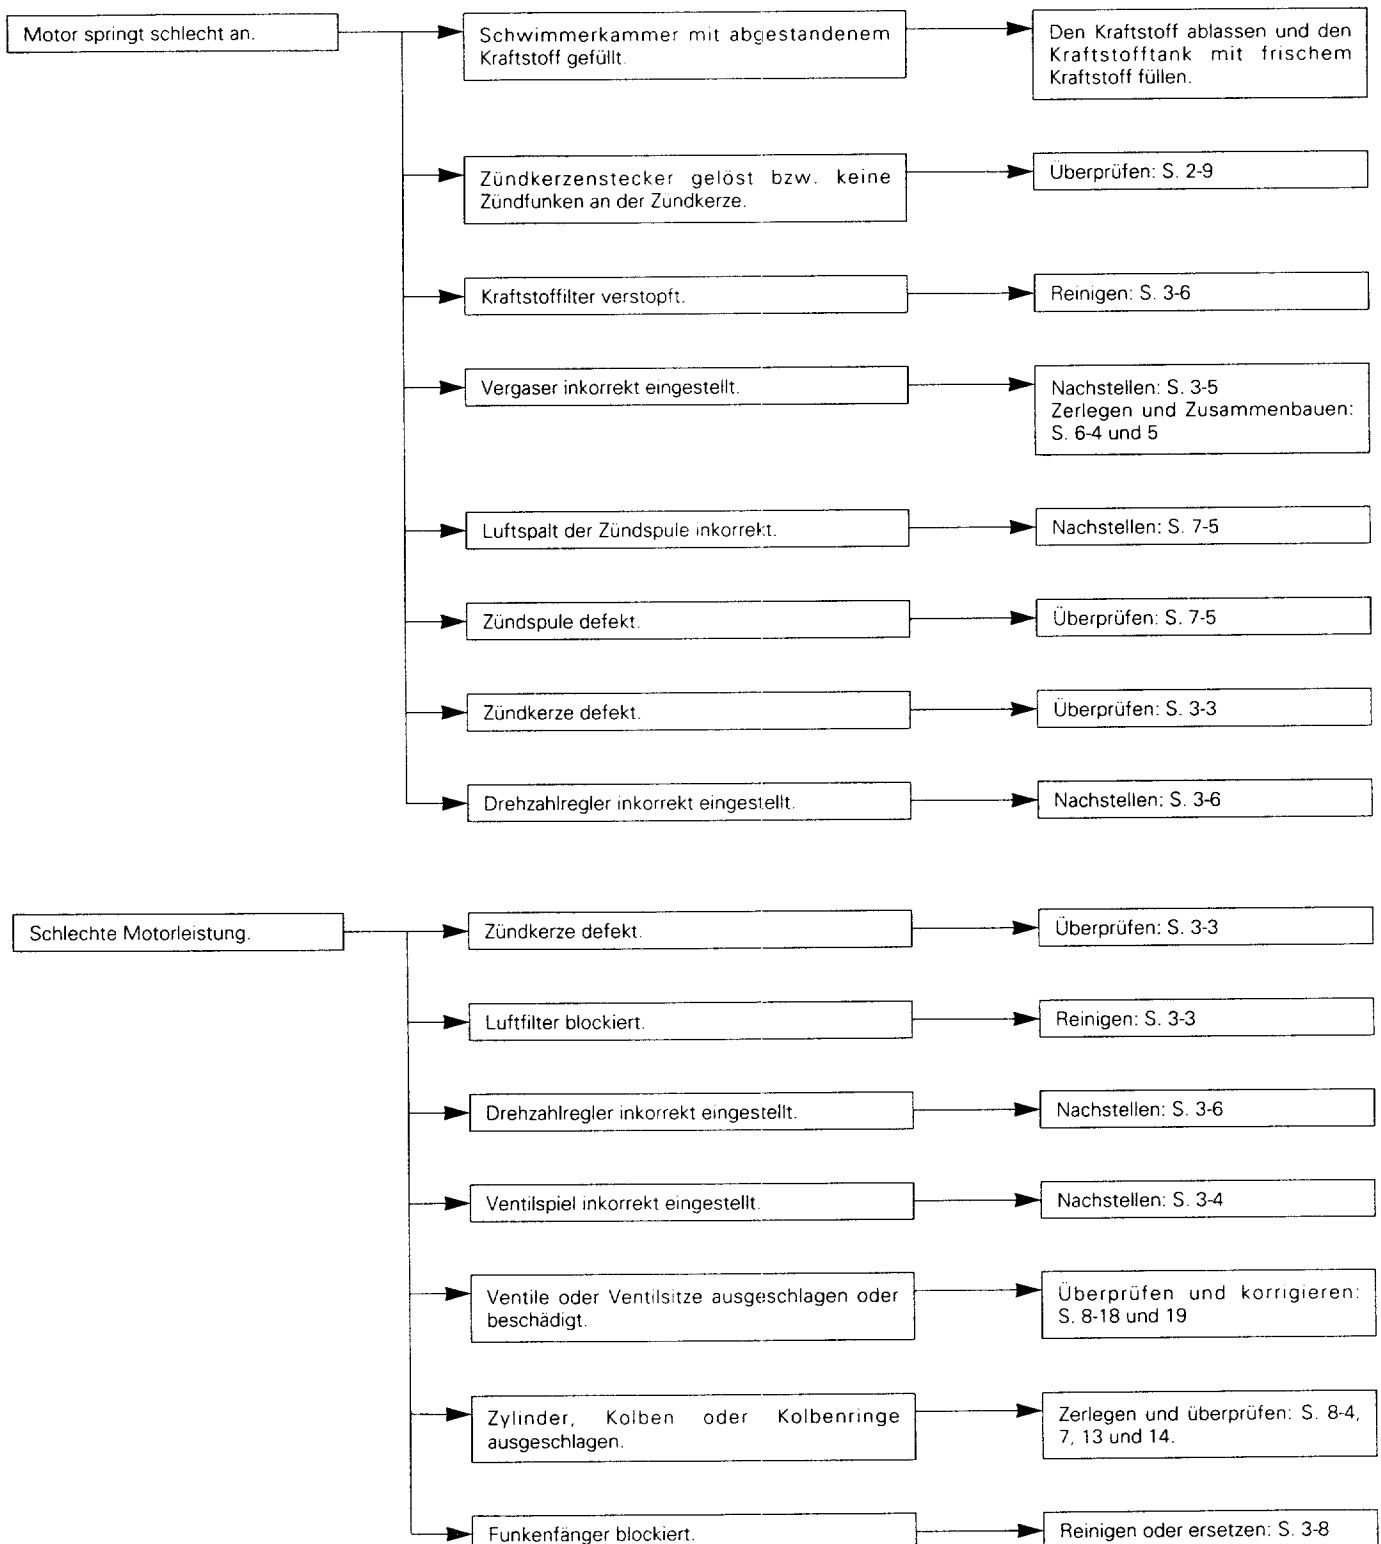 Motor springt schlecht an.
Schwimmerkammer mit abgestandenem
Kraftstoff gefüllt.
Den Kraftstoff ablassen und den
Kraftstofftank mit frischem
Kraftstoff füllen.
Zündkerzenstecker gelöst bzw. keine
Zündfunken an der Zündkerze.
Überprüfen: S. 2-9
Kraftstoffilter verstopft.
Reinigen: S. 3-6
Vergaser inkorrekt eingestellt.
Nachstellen: S. 3-5
Zerlegen und Zusammenbauen:
S. 6-4 und 5
Luftspalt der Zündspule inkorrekt.
Nachstellen: S. 7-5
Zündspule defekt.
Überprüfen: S. 7-5
Zündkerze defekt.
Überprüfen: S. 3-3
Drehzahlregler inkorrekt eingestellt.
Nachstellen: S. 3-6
Schlechte Motorleistung.
Zündkerze defekt.
Überprüfen: S. 3-3
Luftfilter blockiert.
Reinigen: S. 3-3
Drehzahlregler inkorrekt eingestellt.
Nachstellen: S. 3-6
Ventilspiel inkorrekt eingestellt.
Nachstellen: S. 3-4
Ventile oder Ventilsitze ausgeschlagen oder
beschädigt.
Überprüfen und korrigieren:
S. 8-18 und 19
Zylinder, Kolben oder Kolbenringe
ausgeschlagen.
Zerlegen und überprüfen: S. 8-4,
7, 13 und 14.
Funkenfänger blockiert.
Reinigen oder ersetzen: S. 3-8